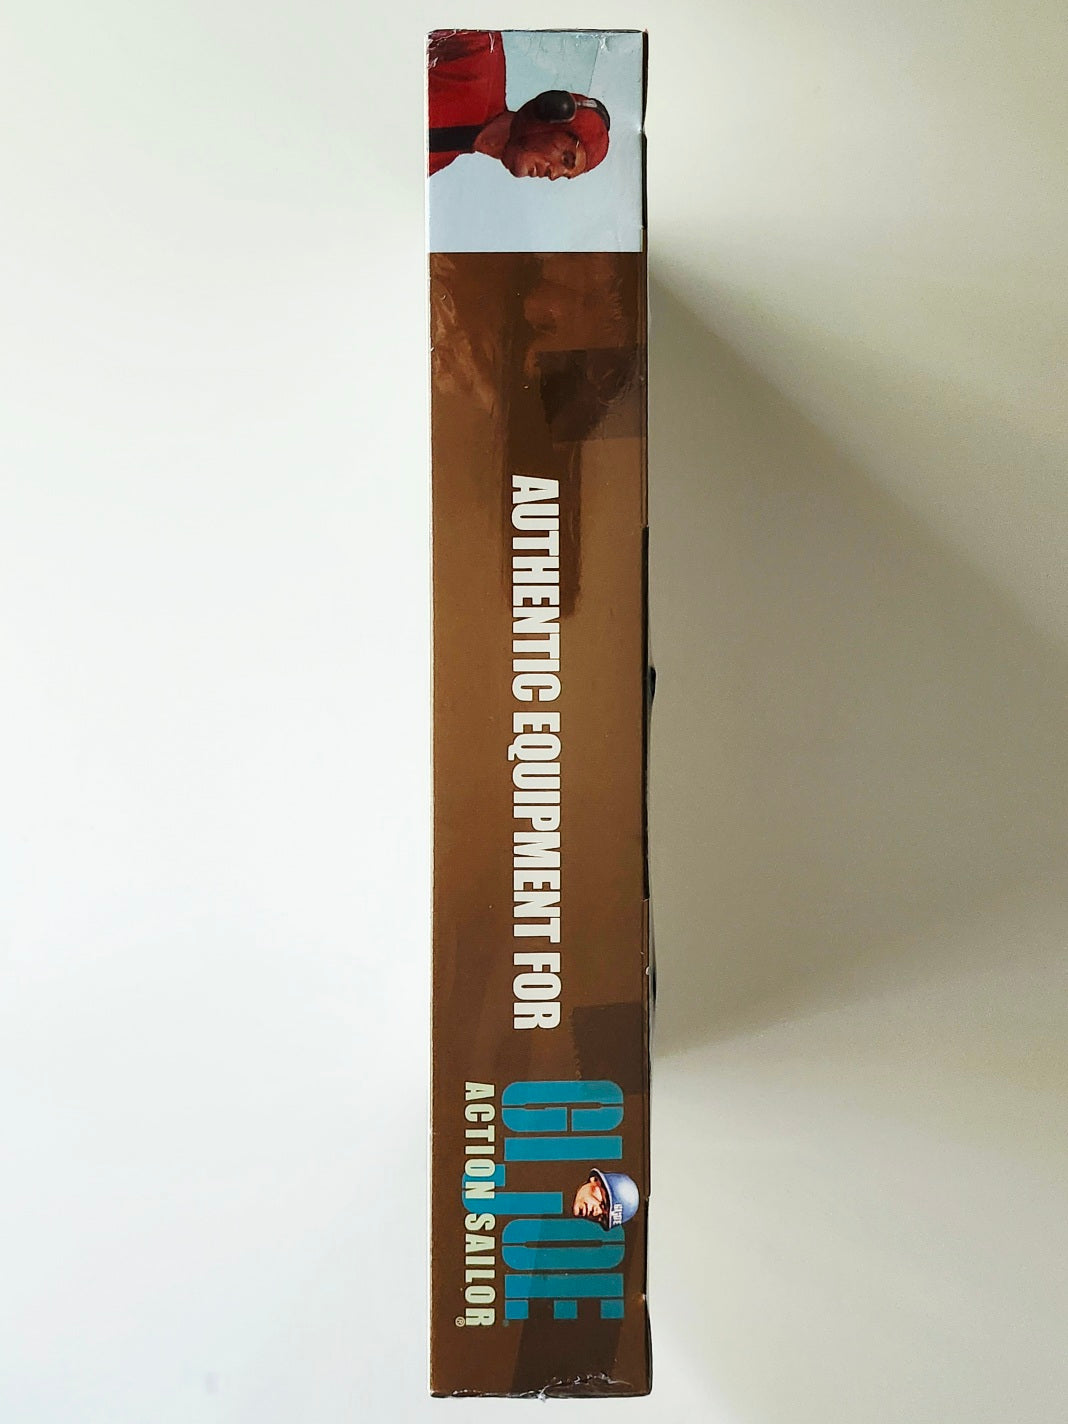 AUTHENTIC EQUIPMENT FOR
GI JOE
ACTION SAILOR®